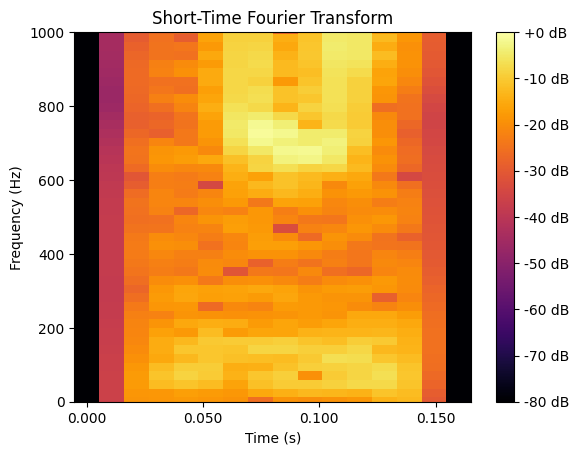 Short-Time Fourier Transform
1000
800
600
400
200
0
Frequency (Hz)
0.000
0.050
0.100
0.150
Time (s)
+0 dB
-10 dB
-20 dB
-30 dB
-40 dB
-50 dB
-60 dB
-70 dB
-80 dB